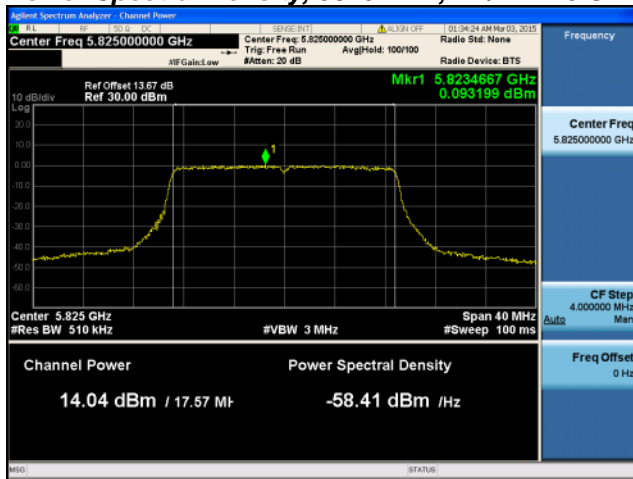 Agilent Spectrum Analyzer - Channel Power
RL RF 50 Ω DC SENSE:INT ALIGN OFF 01:34:24 AM Mar 03, 2015
Center Freq 5.825000000 GHz
Center Freq: 5.825000000 GHz
Radio Std: None
Trig: Free Run Avg|Hold: 100/100
#IFGain:Low #Atten: 20 dB Radio Device: BTS
Frequency
Mkr1 5.8234667 GHz
0.093199 dBm
Ref Offset 13.67 dB
10 dB/div Ref 30.00 dBm
Log
20.0
10.0
0.00
-10.0
-20.0
-30.0
-40.0
-50.0
-60.0
1
Center 5.825 GHz Span 40 MHz
#Res BW 510 kHz #VBW 3 MHz #Sweep 100 ms
Channel Power Power Spectral Density
14.04 dBm / 17.57 MH -58.41 dBm /Hz
Center Freq
5.825000000 GHz
CF Step
4.000000 MHz
Auto Man
Freq Offset
0 Hz
MSG STATUS